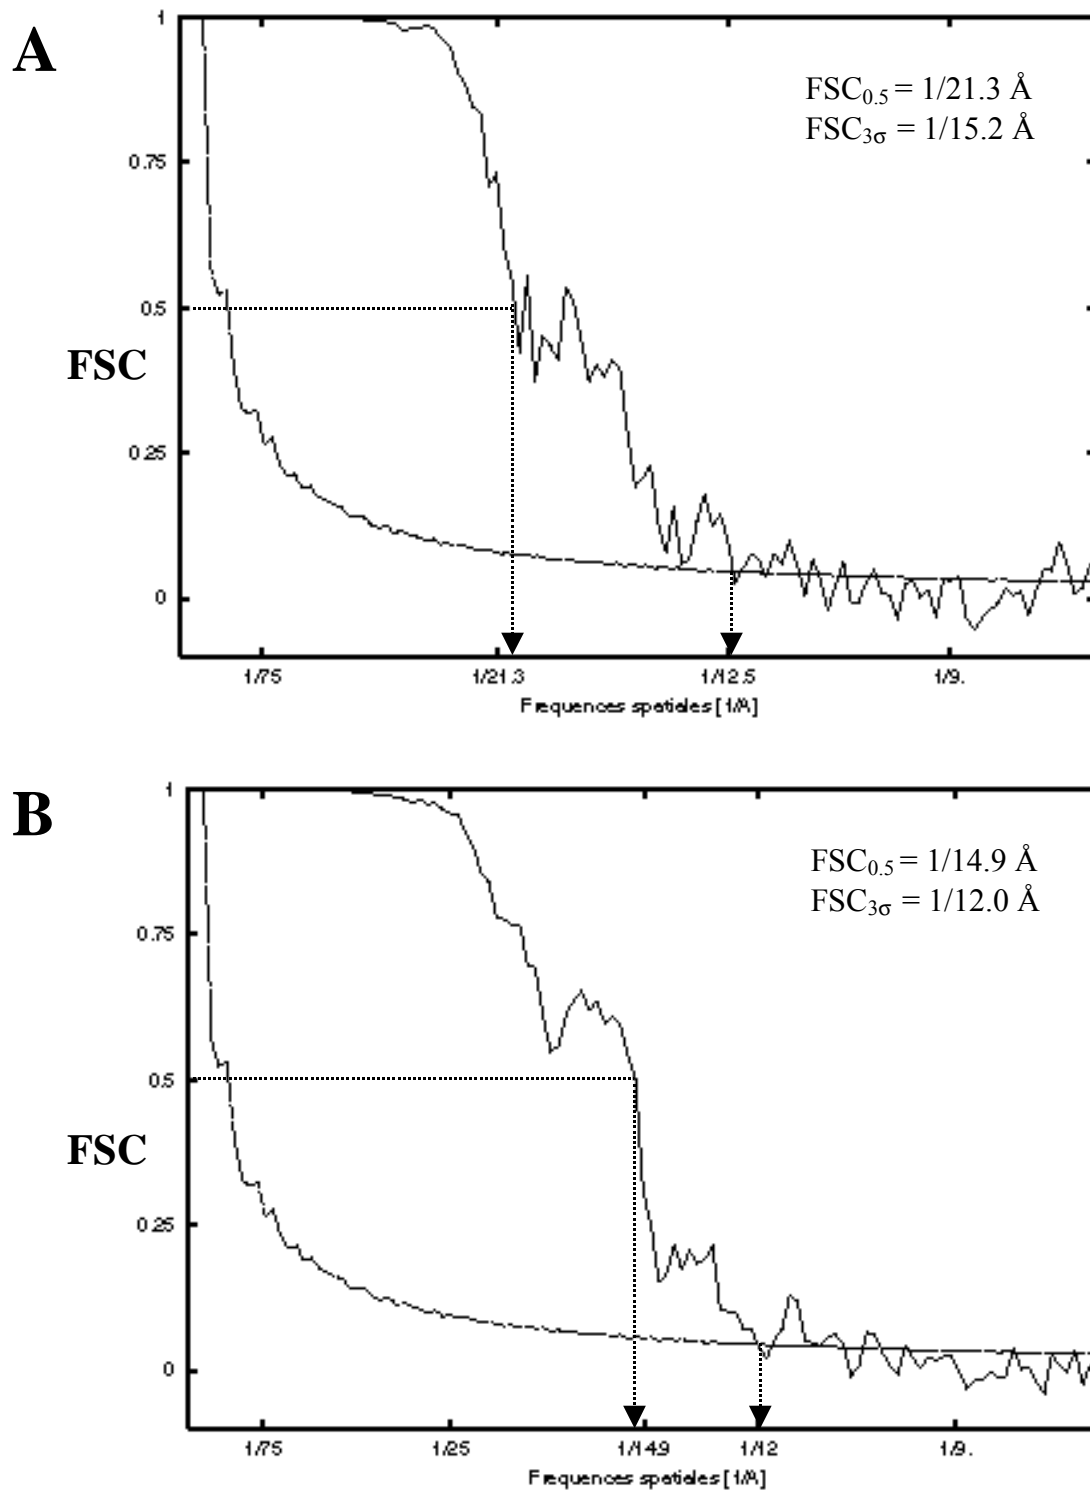 A
1
FSC0.5 = 1/21.3 Å
FSC3σ = 1/15.2 Å
0.75
0.5
FSC
0.25
0
1/75 1/21.3 1/12.5 1/9.
Frequences spatiales [1/A]
B
1
FSC0.5 = 1/14.9 Å
FSC3σ = 1/12.0 Å
0.75
0.5
FSC
0.25
0
1/75 1/25 1/14.9 1/12 1/9.
Frequences spatiales [1/A]